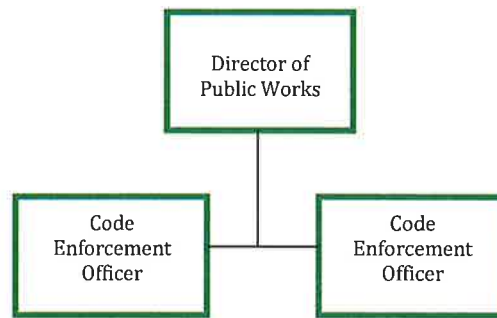 Director of
Public Works
Code
Enforcement
Officer
Code
Enforcement
Officer